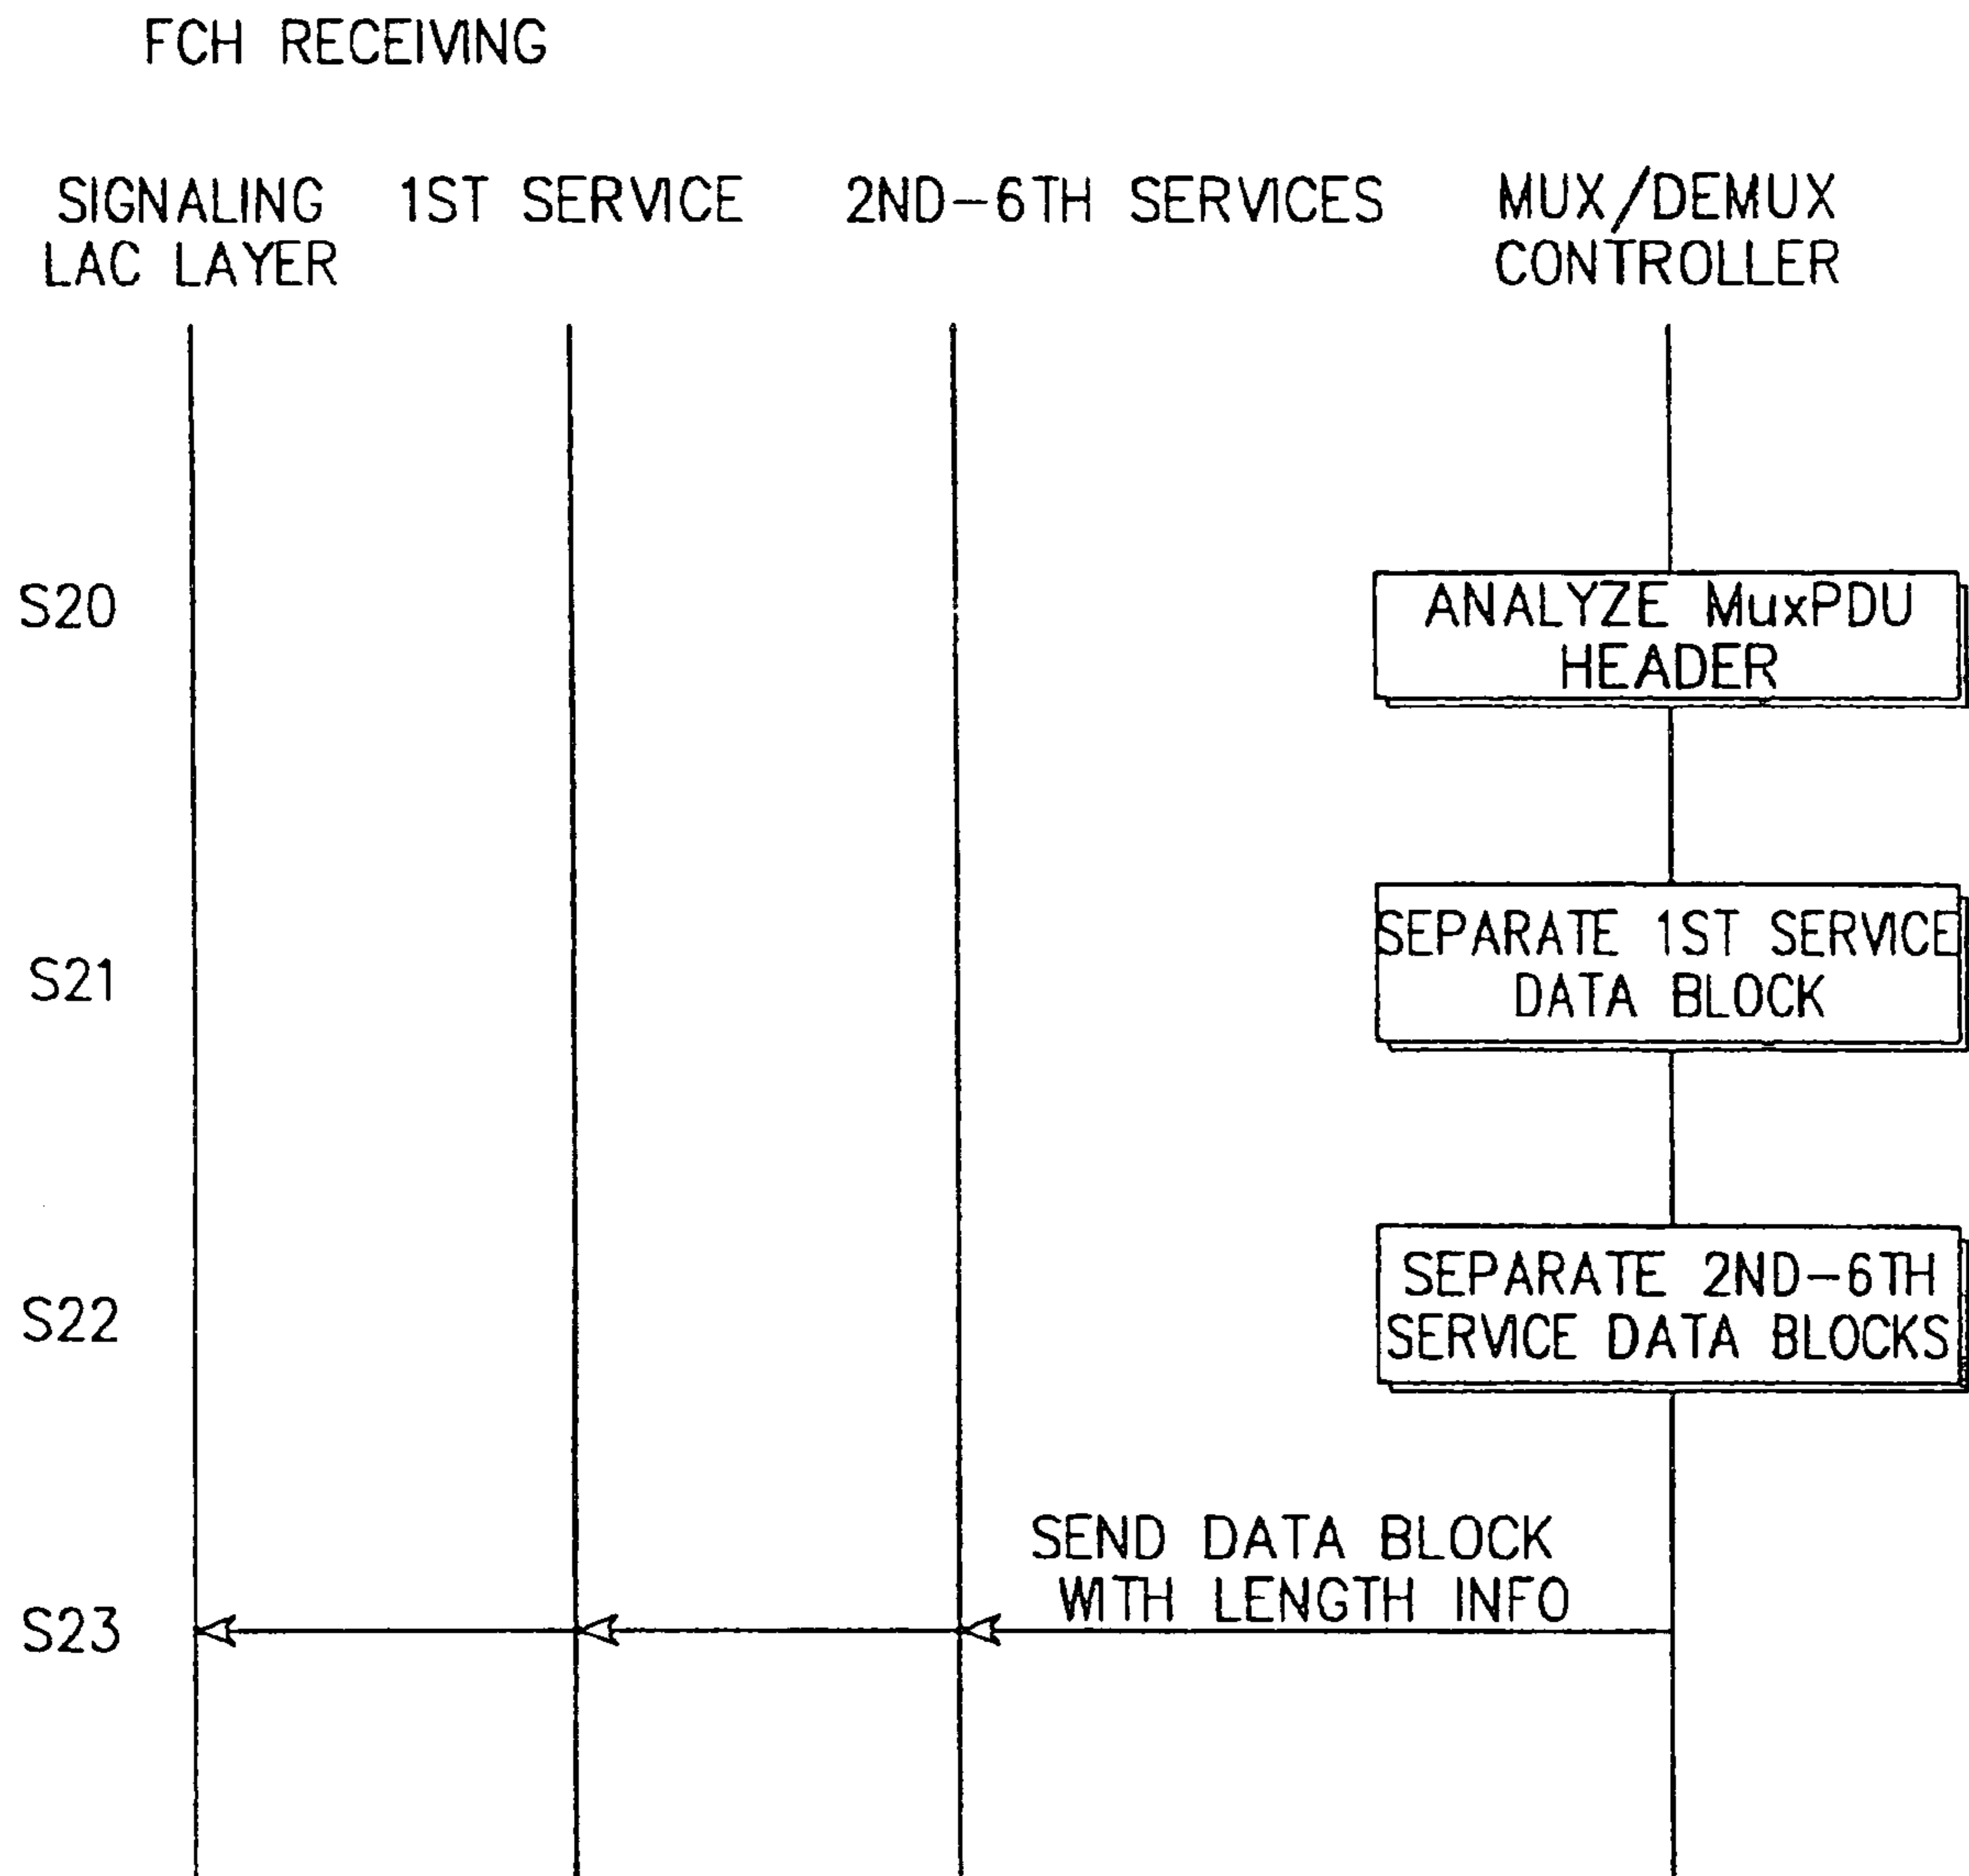 FCH RECEIVING
SIGNALING LAC LAYER
1ST SERVICE
2ND-6TH SERVICES
MUX/DEMUX CONTROLLER
S20
ANALYZE MuxPDU
HEADER
S21
SEPARATE 1ST SERVICE
DATA BLOCK
S22
SEPARATE 2ND-6TH
SERVICE DATA BLOCKS
SEND DATA BLOCK
WITH LENGTH INFO
S23